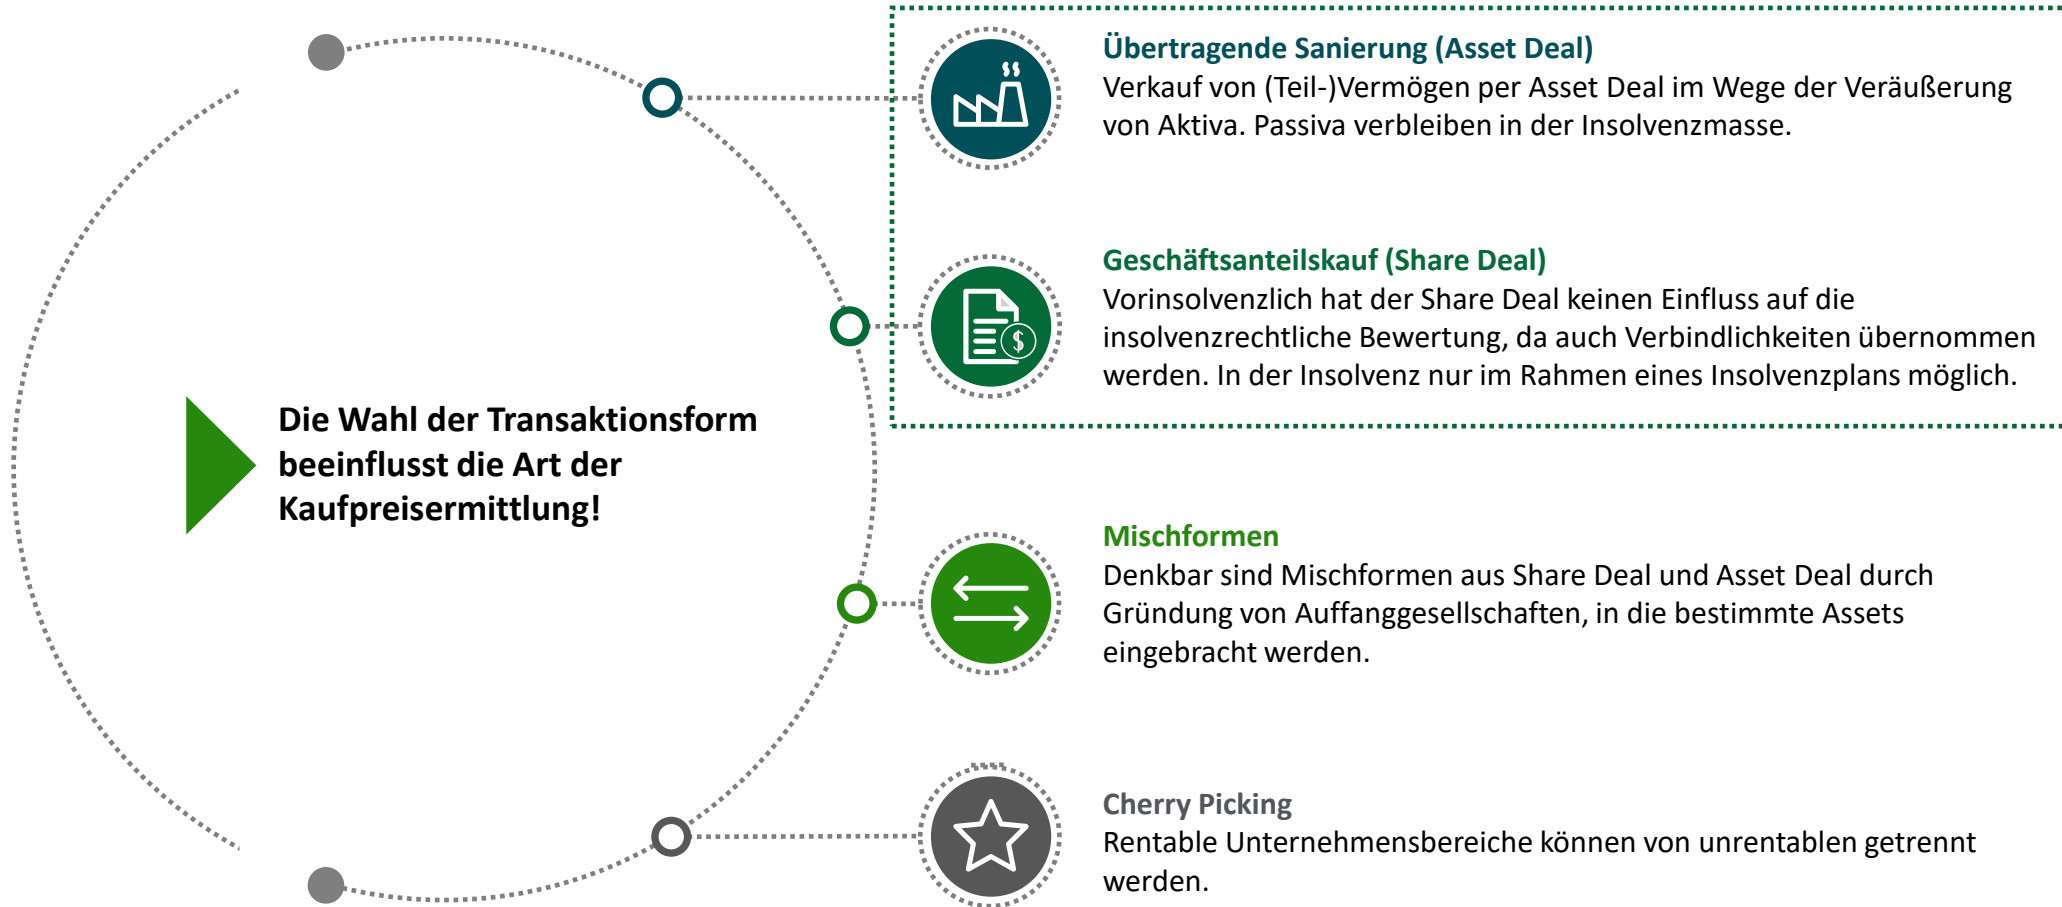 Übertragende Sanierung (Asset Deal)
Verkauf von (Teil-)Vermögen per Asset Deal im Wege der Veräußerung
von Aktiva. Passiva verbleiben in der Insolvenzmasse.
Geschäftsanteilskauf (Share Deal)
Vorinsolvenzlich hat der Share Deal keinen Einfluss auf die
insolvenzrechtliche Bewertung, da auch Verbindlichkeiten übernommen
werden. In der Insolvenz nur im Rahmen eines Insolvenzplans möglich.
$
Die Wahl der Transaktionsform
beeinflusst die Art der
Kaufpreisermittlung!
Mischformen
Denkbar sind Mischformen aus Share Deal und Asset Deal durch
Gründung von Auffanggesellschaften, in die bestimmte Assets
eingebracht werden.
Cherry Picking
Rentable Unternehmensbereiche können von unrentablen getrennt
werden.